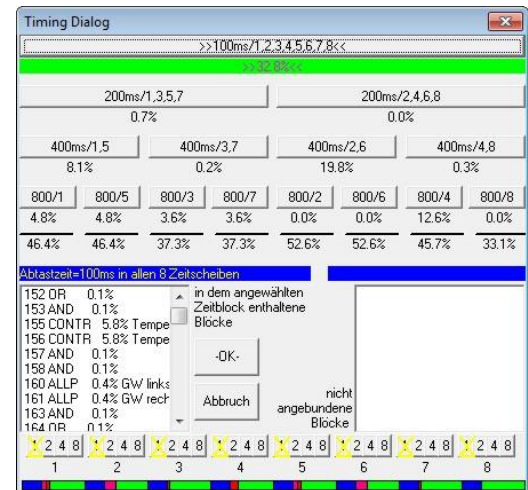 Timing Dialog
>>100ms/1,2,3,4,5,6,7,8<<
>>32.8%<<
200ms/1,3,5,7 200ms/2,4,6,8
0.7% 0.0%
400ms/1,5 400ms/3,7 400ms/2,6 400ms/4,8
8.1% 0.2% 19.8% 0.3%
800/1 800/5 800/3 800/7 800/2 800/6 800/4 800/8
4.8% 4.8% 3.6% 3.6% 0.0% 0.0% 12.6% 0.0%
46.4% 46.4% 37.3% 37.3% 52.6% 52.6% 45.7% 33.1%
Abtastzeit=100ms in allen 8 Zeitscheiben
152 OR 0.1%
153 AND 0.1%
155 CONTR 5.8% Tempe
156 CONTR 5.8% Tempe
157 AND 0.1%
158 AND 0.1%
160 ALLP 0.4% GW links
161 ALLP 0.4% GW rech
163 AND 0.1%
164 OR 0.1%
in dem angewählten
Zeitblock enthaltene
Blöcke
-OK-
Abbruch
nicht
angebundene
Blöcke
1 2 4 8 1 2 4 8 1 2 4 8 1 2 4 8 1 2 4 8 1 2 4 8 1 2 4 8 1 2 4 8
1 2 3 4 5 6 7 8